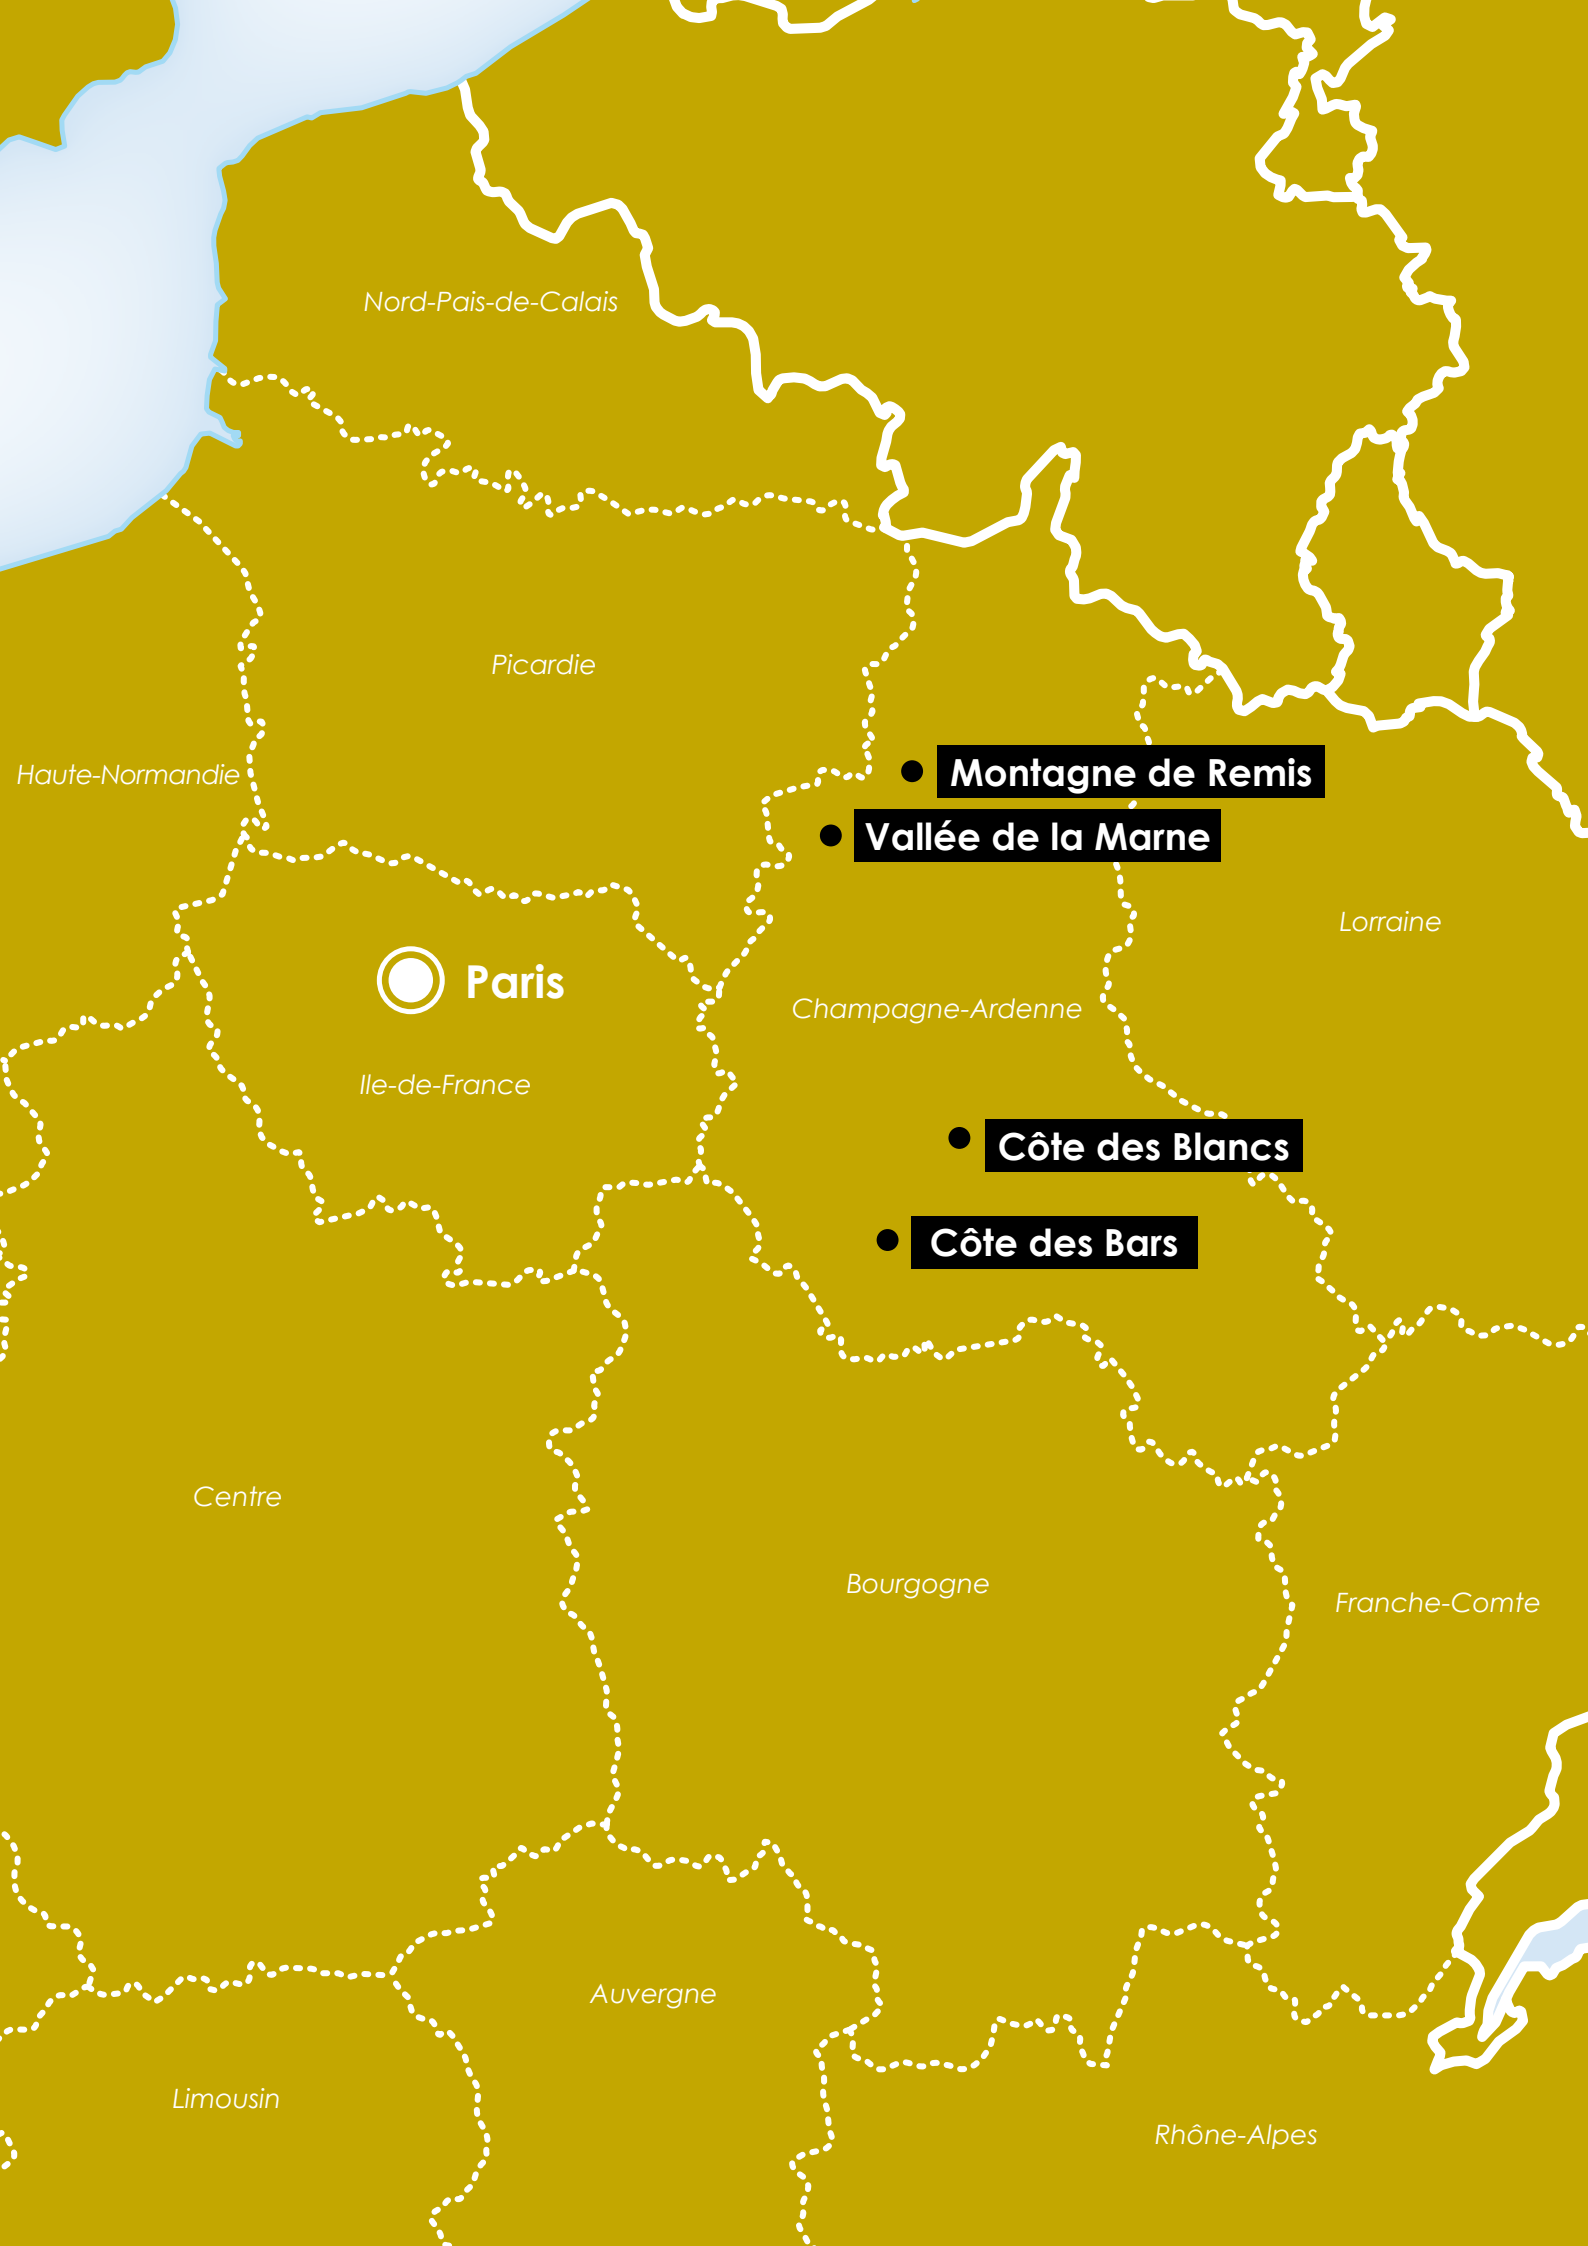 Nord-Pais-de-Calais
Picardie
Haute-Normandie
Montagne de Remis
Vallée de la Marne
Lorraine
Paris
Champagne-Ardenne
Ile-de-France
Côte des Blancs
Côte des Bars
Centre
Bourgogne
Franche-Comte
Auvergne
Limousin
Rhône-Alpes